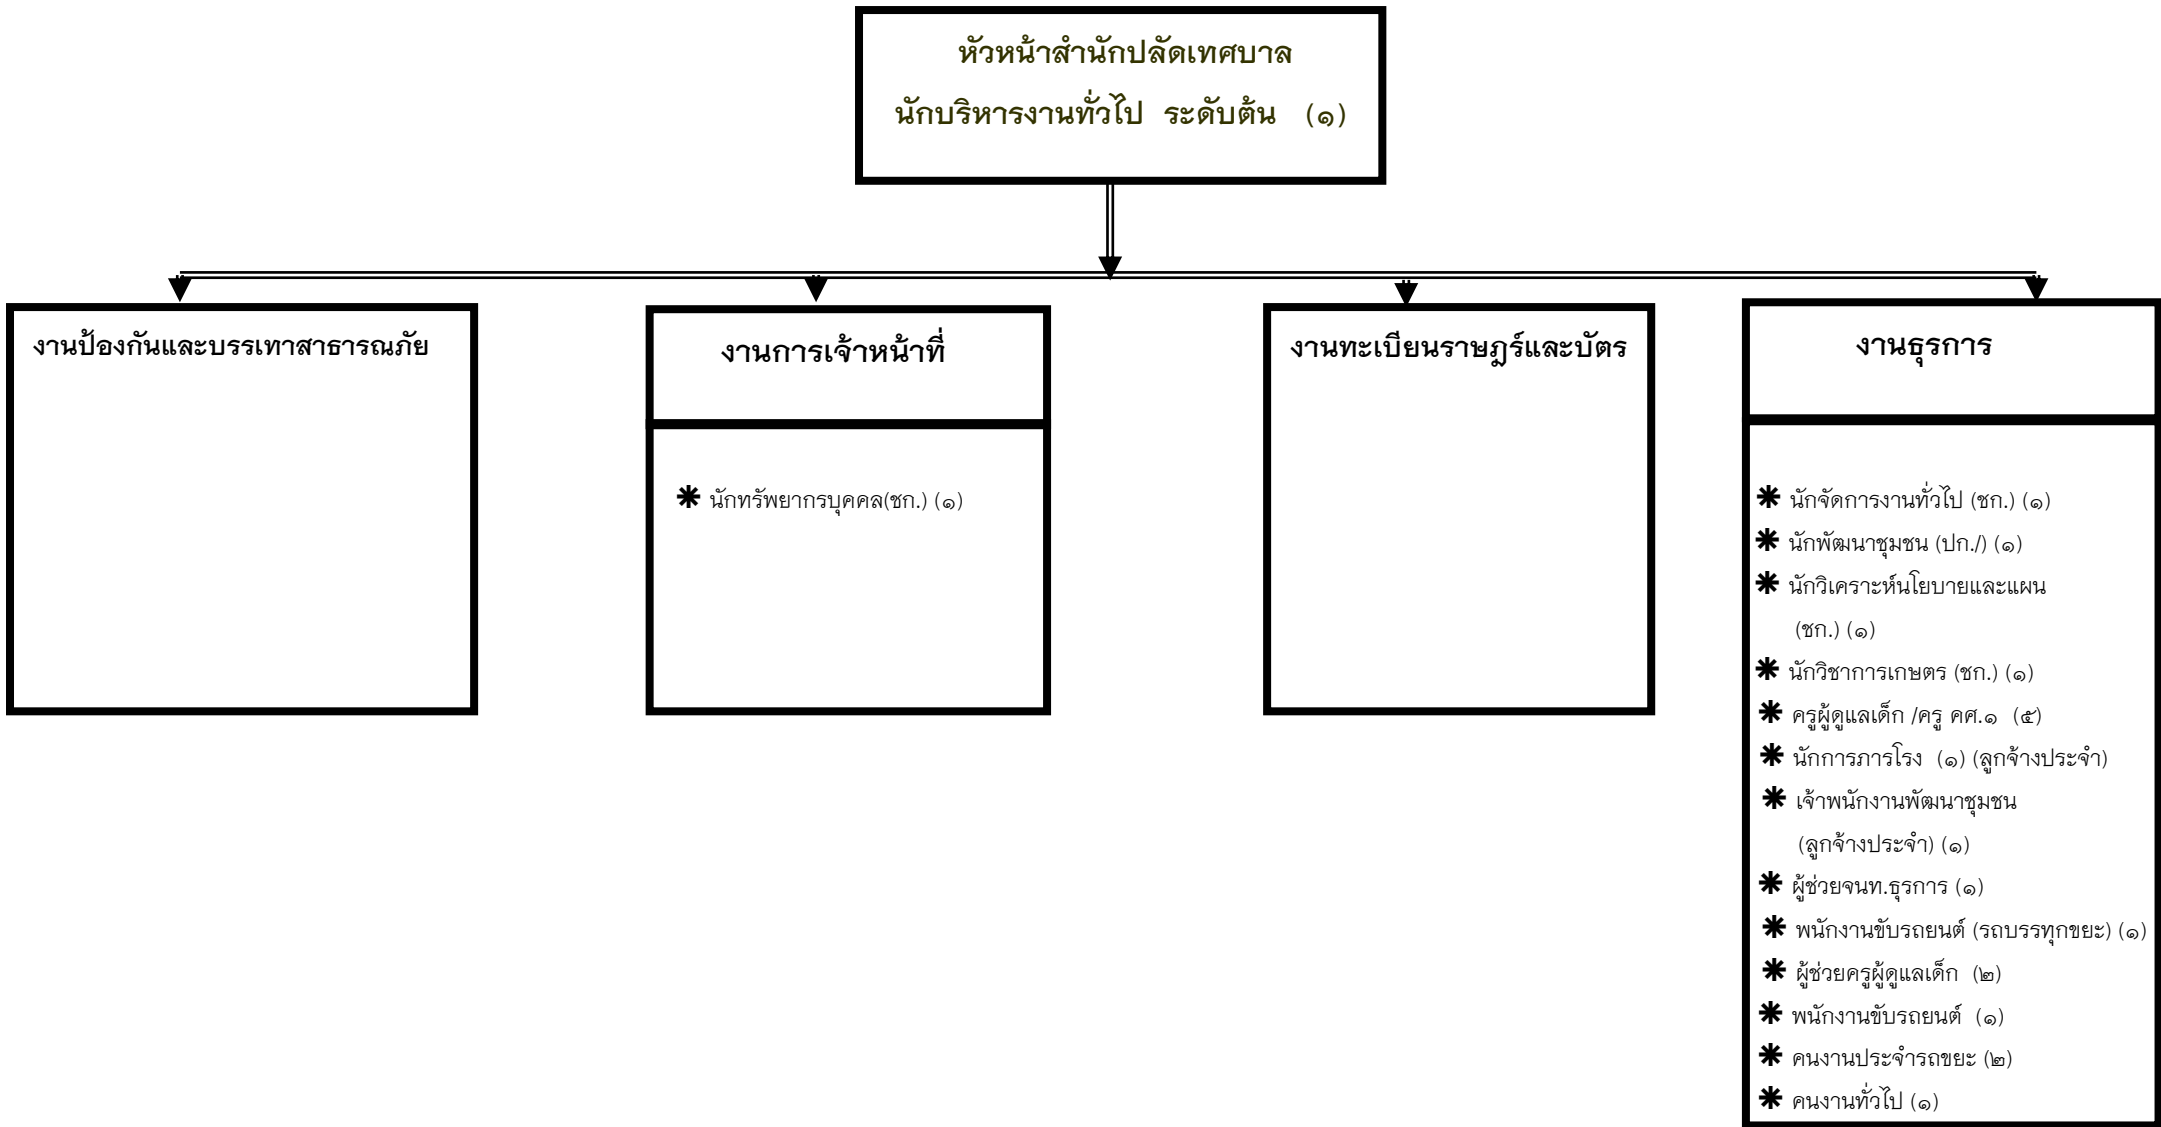 หัวหน้าสำนักปลัดเทศบาล
นักบริหารงานทั่วไป ระดับต้น (๑)
งานป้องกันและบรรเทาสาธารณภัย
งานการเจ้าหน้าที่
✱ นักทรัพยากรบุคคล(ชก.) (๑)
งานทะเบียนราษฎร์และบัตร
งานธุรการ
✱ นักจัดการงานทั่วไป (ชก.) (๑)
✱ นักพัฒนาชุมชน (ปก./) (๑)
✱ นักวิเคราะห์นโยบายและแผน
(ชก.) (๑)
✱ นักวิชาการเกษตร (ชก.) (๑)
✱ ครูผู้ดูแลเด็ก /ครู คศ.๑ (๕)
✱ นักการภารโรง (๑) (ลูกจ้างประจำ)
✱ เจ้าพนักงานพัฒนาชุมชน
(ลูกจ้างประจำ) (๑)
✱ ผู้ช่วยจนท.ธุรการ (๑)
✱ พนักงานขับรถยนต์ (รถบรรทุกขยะ) (๑)
✱ ผู้ช่วยครูผู้ดูแลเด็ก (๒)
✱ พนักงานขับรถยนต์ (๑)
✱ คนงานประจำรถขยะ (๒)
✱ คนงานทั่วไป (๑)